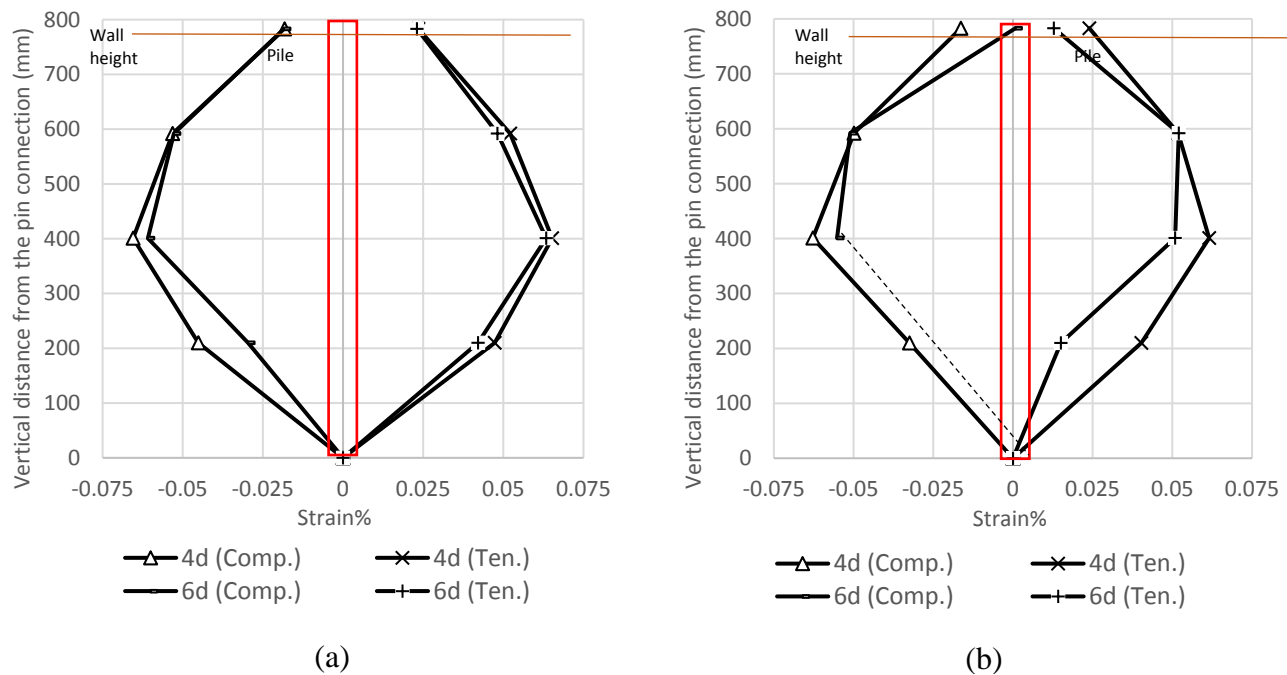 800
700
600
500
400
300
200
100
0
Vertical distance from the pin connection (mm)
Wall
height
Pile
-0.075 -0.05 -0.025 0 0.025 0.05 0.075
Strain%
4d (Comp.) 4d (Ten.)
6d (Comp.) 6d (Ten.)
(a)
800
700
600
500
400
300
200
100
0
Vertical distance from the pin connection (mm)
Wall
height
Pile
-0.075 -0.05 -0.025 0 0.025 0.05 0.075
Strain%
4d (Comp.) 4d (Ten.)
6d (Comp.) 6d (Ten.)
(b)